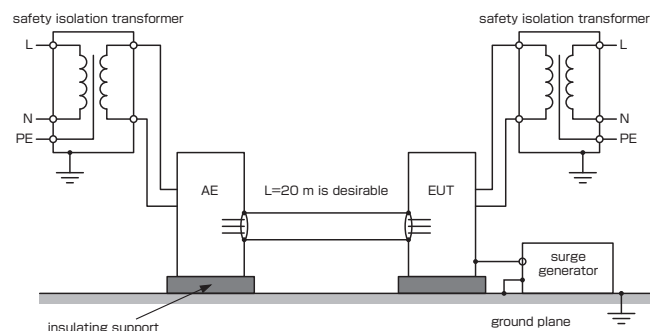 safety isolation transformer
safety isolation transformer
L
L
N
N
PE
PE
AE
L=20 m is desirable
EUT
surge
generator
insulating support
ground plane